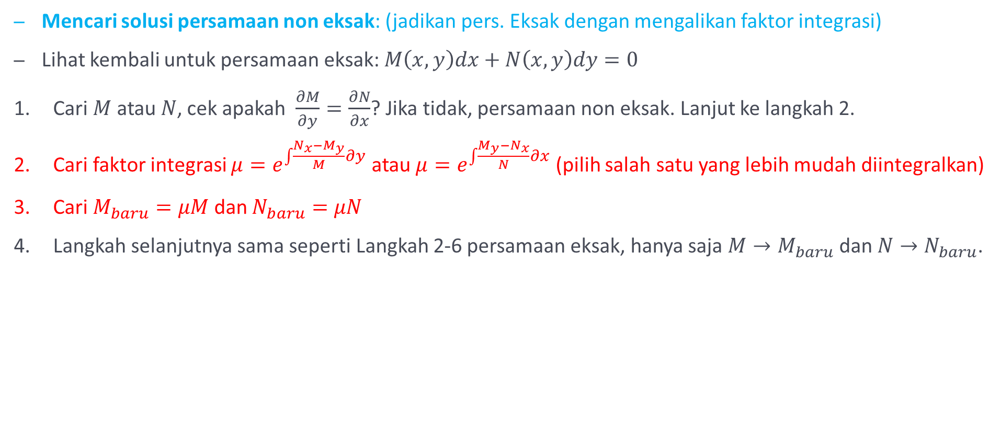 – Mencari solusi persamaan non eksak: (jadikan pers. Eksak dengan mengalikan faktor integrasi)
– Lihat kembali untuk persamaan eksak: $M(x,y)dx + N(x,y)dy = 0$
1. Cari $M$ atau $N$, cek apakah $\frac{\partial M}{\partial y} = \frac{\partial N}{\partial x}$? Jika tidak, persamaan non eksak. Lanjut ke langkah 2.
2. Cari faktor integrasi $\mu = e^{\int \frac{Nx-My}{M} \partial y}$ atau $\mu = e^{\int \frac{My-Nx}{N} \partial x}$ (pilih salah satu yang lebih mudah diintegralkan)
3. Cari $M_{baru} = \mu M$ dan $N_{baru} = \mu N$
4. Langkah selanjutnya sama seperti Langkah 2-6 persamaan eksak, hanya saja $M \rightarrow M_{baru}$ dan $N \rightarrow N_{baru}$.